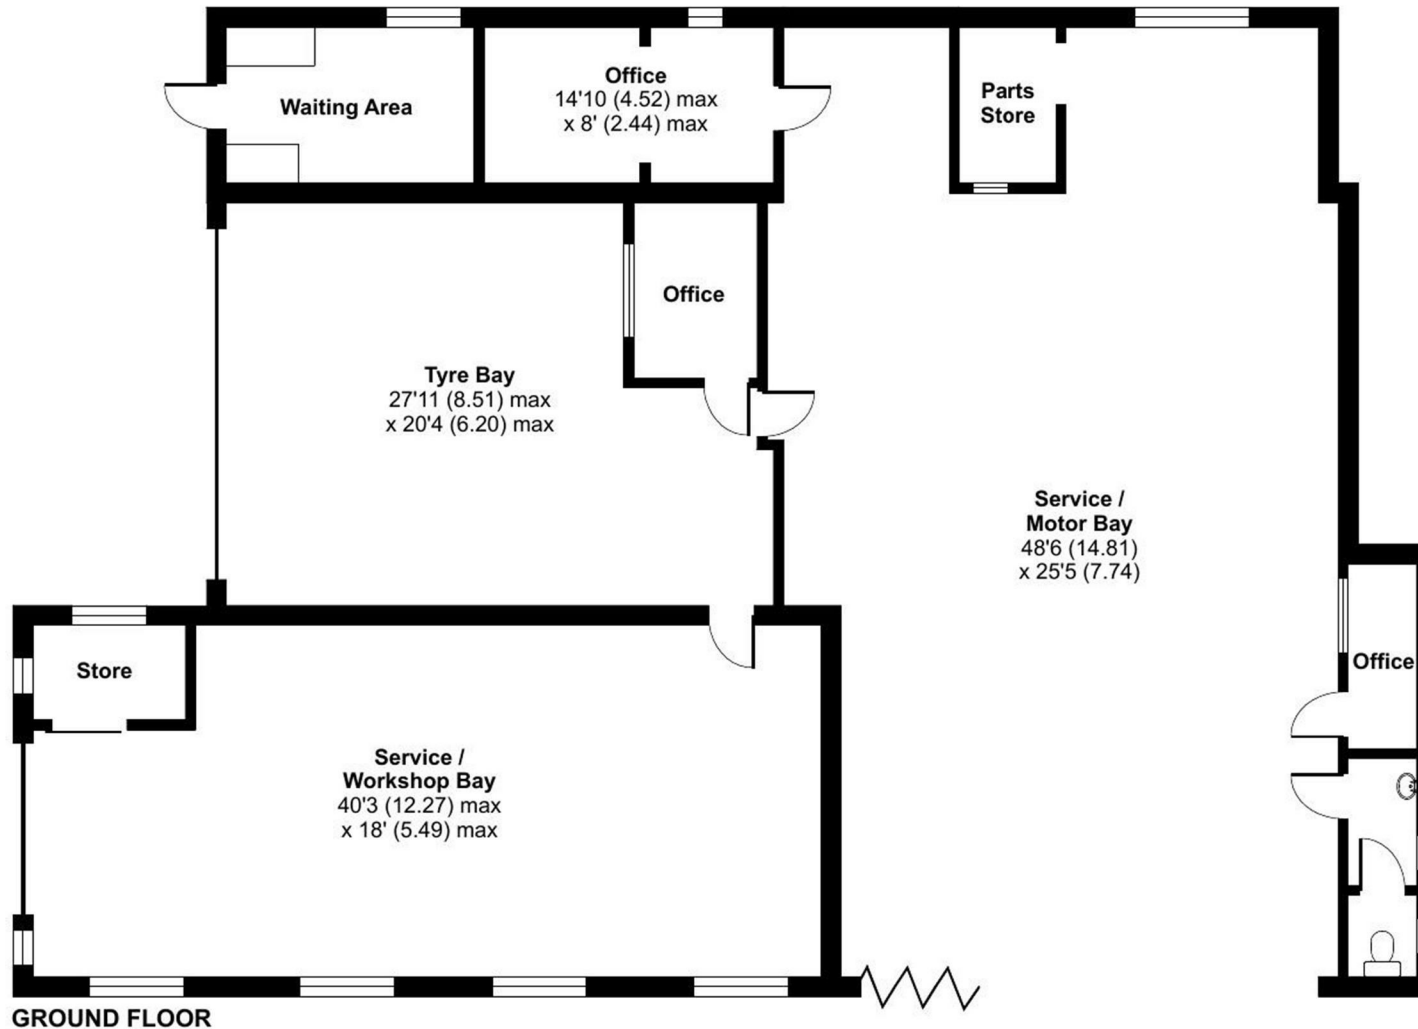 Waiting Area
Office
14'10 (4.52) max
x 8' (2.44) max
Parts
Store
Office
Tyre Bay
27'11 (8.51) max
x 20'4 (6.20) max
Service /
Motor Bay
48'6 (14.81)
x 25'5 (7.74)
Office
Store
Service /
Workshop Bay
40'3 (12.27) max
x 18' (5.49) max
GROUND FLOOR